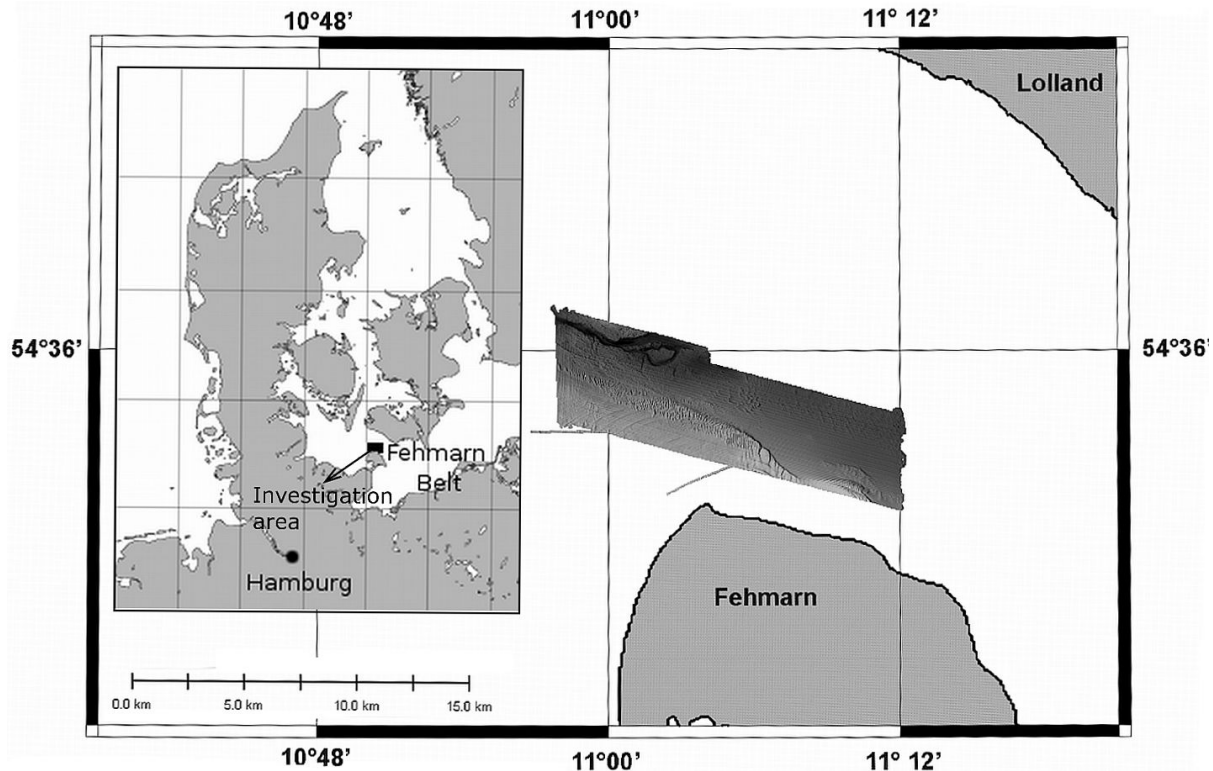 10°48’
11°00’
11° 12’
Lolland
54°36’
54°36’
Fehmarn
Belt
Investigation
area
Hamburg
Fehmarn
0.0 km
5.0 km
10.0 km
15.0 km
10°48’
11°00’
11° 12’